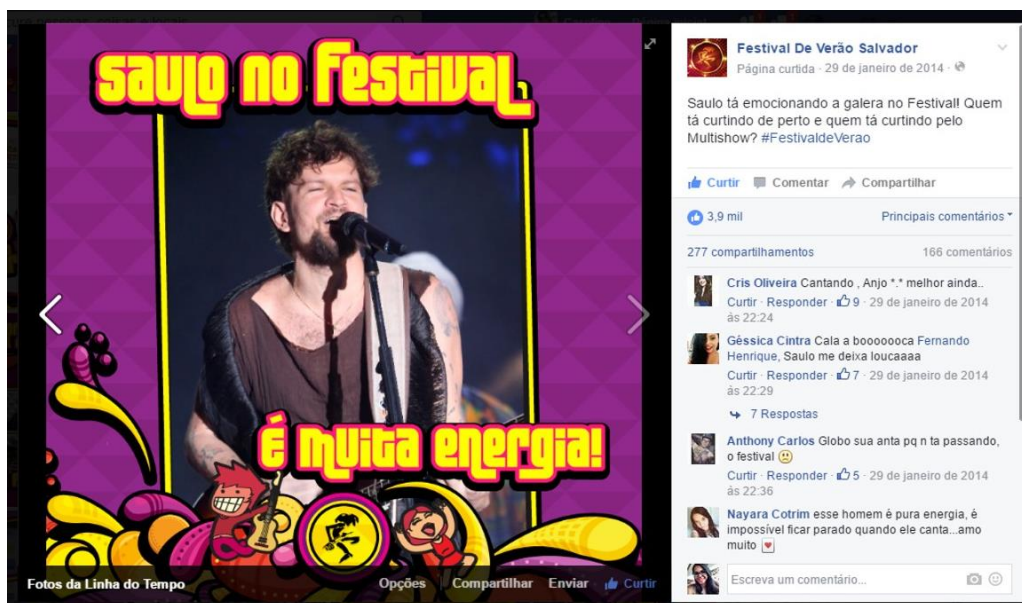 saulo no Festival
É muita energia!
Fotos da Linha do Tempo
Opções
Compartilhar
Enviar
Curtir
Festival De Verão Salvador
Página curtida · 29 de janeiro de 2014 ·
Saulo tá emocionando a galera no Festival! Quem
tá curtindo de perto e quem tá curtindo pelo
Multishow? #FestivaldeVerao
Curtir Comentar Compartilhar
3,9 mil Principais comentários
277 compartilhamentos 166 comentários
Cris Oliveira Cantando , Anjo *.* melhor ainda..
Curtir · Responder · 9 · 29 de janeiro de 2014
às 22:24
Géssica Cintra Cala a booooooca Fernando
Henrique, Saulo me deixa loucaaaa
Curtir · Responder · 7 · 29 de janeiro de 2014
às 22:29
7 Respostas
Anthony Carlos Globo sua anta pq n ta passando,
o festival
Curtir · Responder · 5 · 29 de janeiro de 2014
às 22:36
Nayara Cotrim esse homem é pura energia, é
impossível ficar parado quando ele canta...amo
muito
Escreva um comentário...